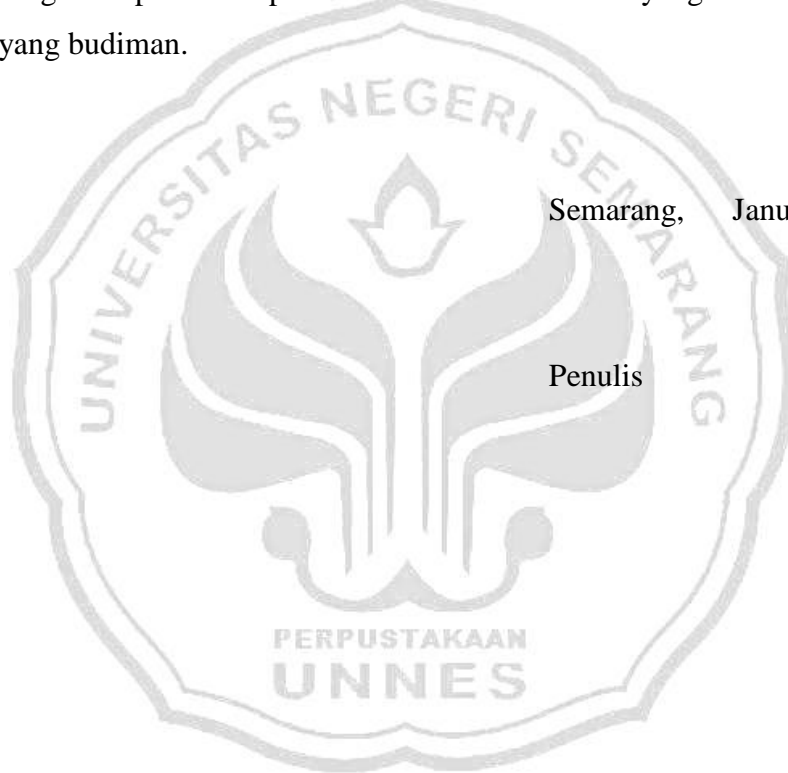 yang budiman.
UNIVERSITAS NEGERI SEMARANG
Semarang, Janu
Penulis
PERPUSTAKAAN
UNNES